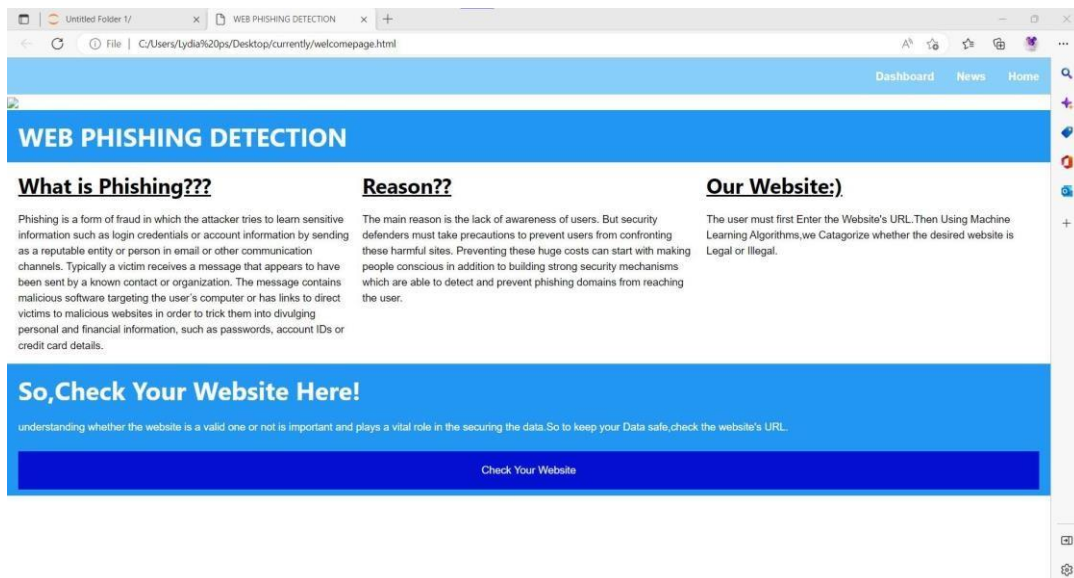 Untitled Folder 1/
WEB PHISHING DETECTION
File | C:/Users/Lydia%20ps/Desktop/currently/welcomepage.html
Dashboard News Home
WEB PHISHING DETECTION
What is Phishing???
Phishing is a form of fraud in which the attacker tries to learn sensitive
information such as login credentials or account information by sending
as a reputable entity or person in email or other communication
channels. Typically a victim receives a message that appears to have
been sent by a known contact or organization. The message contains
malicious software targeting the user's computer or has links to direct
victims to malicious websites in order to trick them into divulging
personal and financial information, such as passwords, account IDs or
credit card details.
Reason??
The main reason is the lack of awareness of users. But security
defenders must take precautions to prevent users from confronting
these harmful sites. Preventing these huge costs can start with making
people conscious in addition to building strong security mechanisms
which are able to detect and prevent phishing domains from reaching
the user.
Our Website:)
The user must first Enter the Website's URL.Then Using Machine
Learning Algorithms,we Catagorize whether the desired website is
Legal or Illegal.
So,Check Your Website Here!
understanding whether the website is a valid one or not is important and plays a vital role in the securing the data.So to keep your Data safe,check the website's URL.
Check Your Website